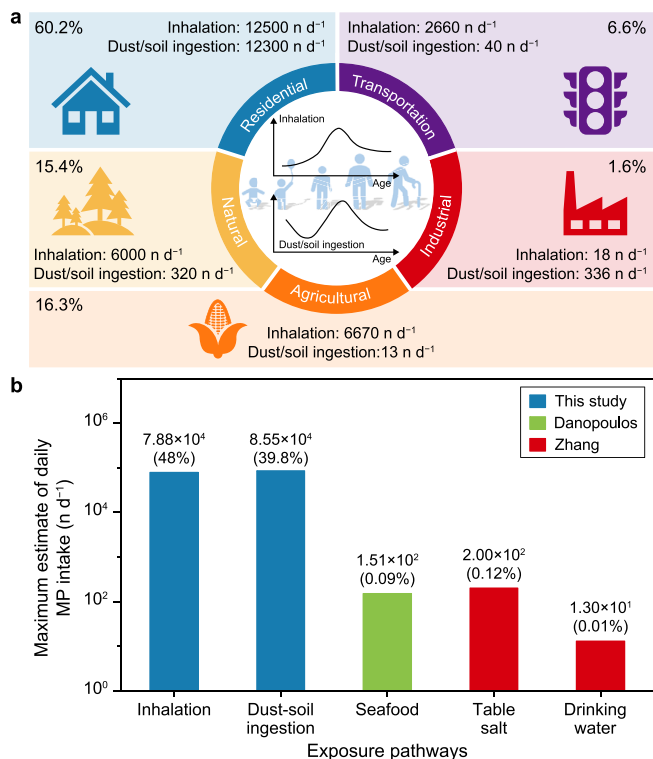 a
60.2%
Inhalation: 12500 n d⁻¹
Dust/soil ingestion: 12300 n d⁻¹
Inhalation: 2660 n d⁻¹
Dust/soil ingestion: 40 n d⁻¹
6.6%
Residential
Transportation
Inhalation
Age
15.4%
Inhalation: 6000 n d⁻¹
Dust/soil ingestion: 320 n d⁻¹
Natural
Dust/soil ingestion
Age
Industrial
1.6%
Inhalation: 18 n d⁻¹
Dust/soil ingestion: 336 n d⁻¹
Agricultural
16.3%
Inhalation: 6670 n d⁻¹
Dust/soil ingestion:13 n d⁻¹
b
Maximum estimate of daily
MP intake (n d⁻¹)
10⁶
10⁴
10²
10⁰
This study
Danopoulos
Zhang
7.88×10⁴
(48%)
8.55×10⁴
(39.8%)
1.51×10²
(0.09%)
2.00×10²
(0.12%)
1.30×10¹
(0.01%)
Inhalation
Dust-soil
ingestion
Seafood
Table
salt
Drinking
water
Exposure pathways